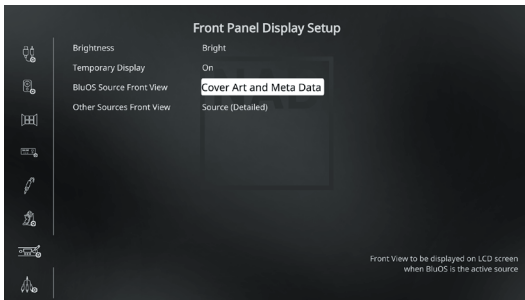 Front Panel Display Setup
Brightness Bright
Temporary Display On
BluOS Source Front View Cover Art and Meta Data
Other Sources Front View Source (Detailed)
Front View to be displayed on LCD screen
when BluOS is the active source